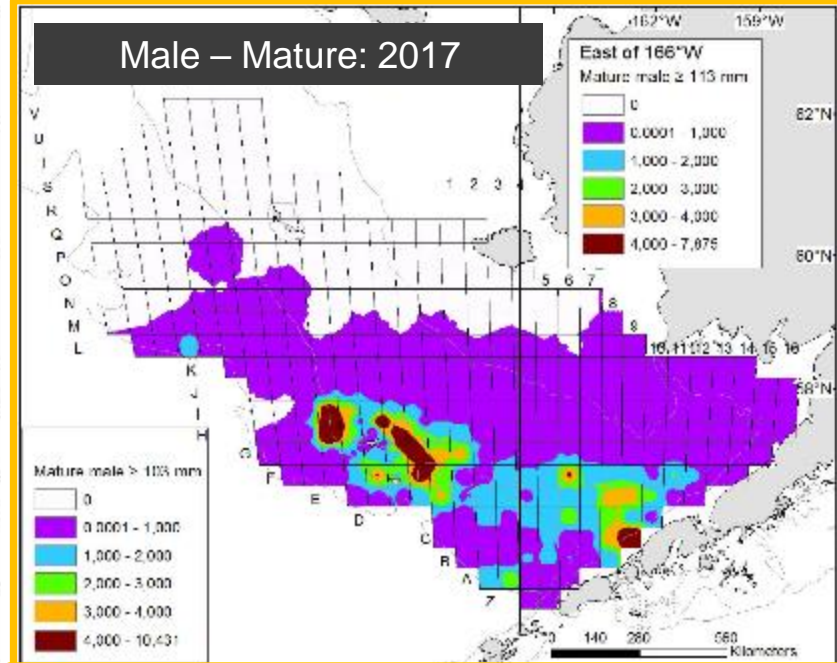 Male – Mature: 2017
162°W
159°W
East of 166°W
Mature male ≥ 113 mm
0
0.0001 - 1,000
1,000 - 2,000
2,000 - 3,000
3,000 - 4,000
4,000 - 7,875
62°N
60°N
58°N
V
U
S
R
Q
P
O
N
M
L
K
J
I
H
G
F
E
D
C
B
A
Z
1 2 3 4
5 6 7
8
9
10 11 12 13 14 15 16
Mature male ≥ 103 mm
0
0.0001 - 1,000
1,000 - 2,000
2,000 - 3,000
3,000 - 4,000
4,000 - 10,431
0 140 280 560
Kilometers